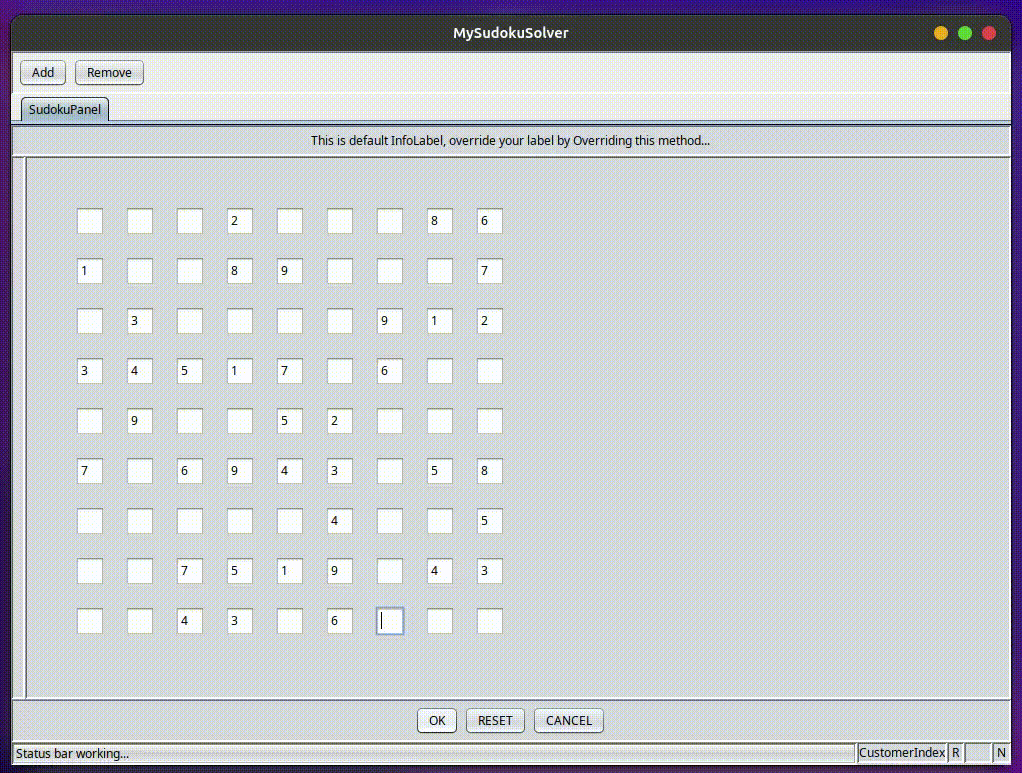 MySudokuSolver
Add Remove
SudokuPanel
This is default InfoLabel, override your label by Overriding this method...
2 8 6
1 8 9 7
3 9 1 2
3 4 5 1 7 6
9 5 2
7 6 9 4 3 5 8
4 5
7 5 1 9 4 3
4 3 6
OK RESET CANCEL
Status bar working... CustomerIndex R N